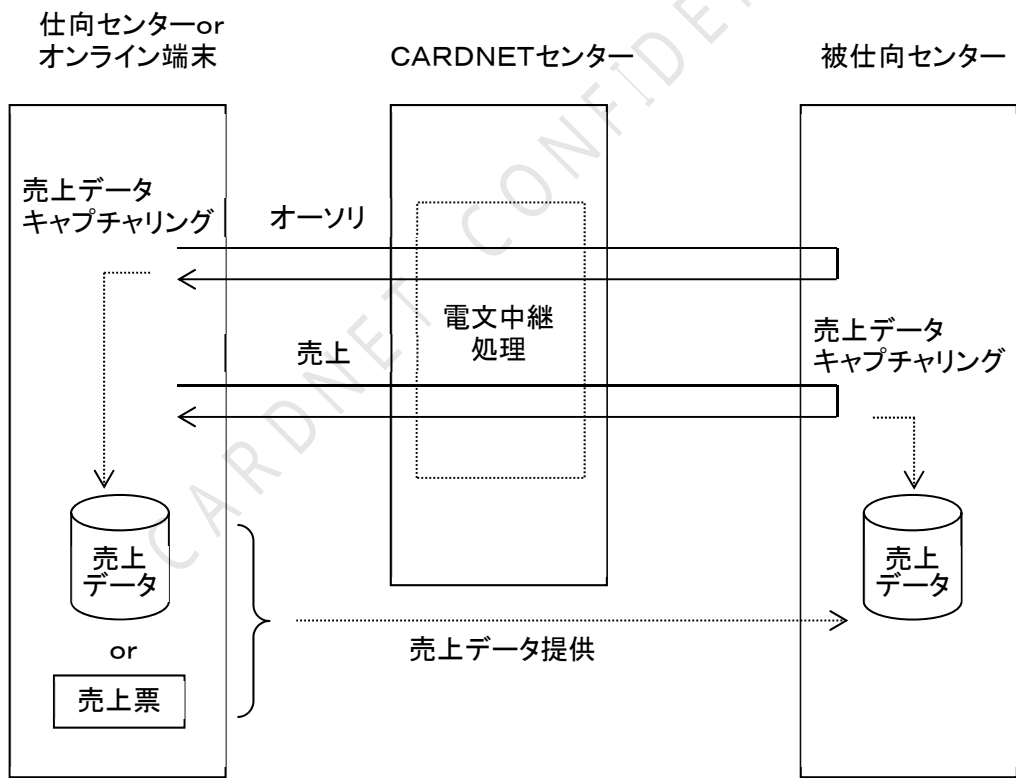 仕向センターor
オンライン端末
CARDNETセンター
被仕向センター
売上データ
キャプチャリング
オーソリ
電文中継
処理
売上
売上データ
キャプチャリング
売上
データ
or
売上票
売上データ提供
売上
データ
CARDNET CONFIDE